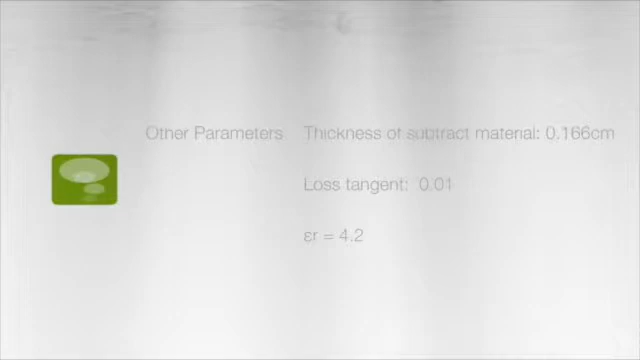 Other Parameters Thickness of subtract material: 0.166cm
Loss tangent: 0.01
εr = 4.2